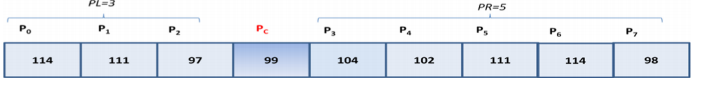 PL=3
PR=5
P0 P1 P2 Pc P3 P4 P5 P6 P7
114 111 97 99 104 102 111 114 98